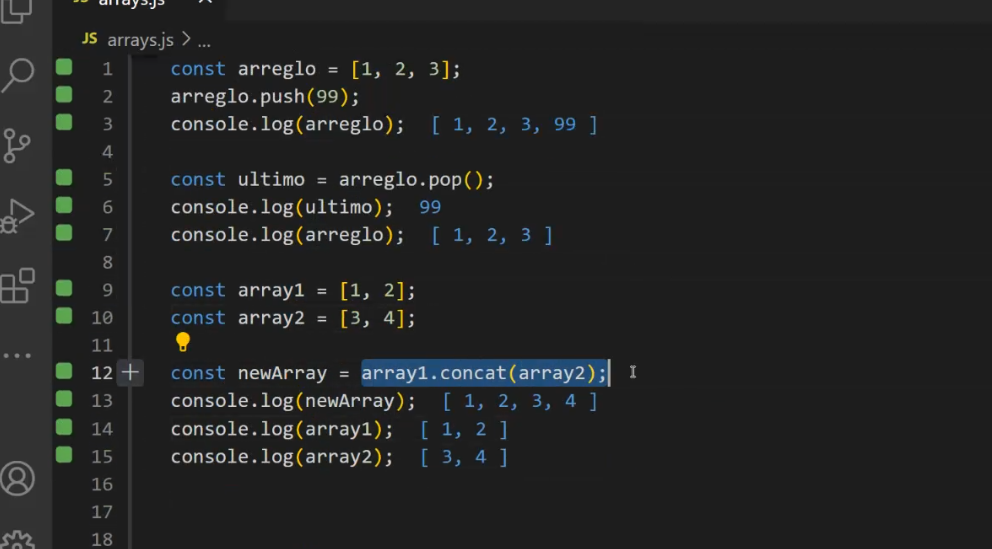 JS arrays.js
JS arrays.js > ...
1 const arreglo = [1, 2, 3];
2 arreglo.push(99);
3 console.log(arreglo); [ 1, 2, 3, 99 ]
4
5 const ultimo = arreglo.pop();
6 console.log(ultimo); 99
7 console.log(arreglo); [ 1, 2, 3 ]
8
9 const array1 = [1, 2];
10 const array2 = [3, 4];
11
12 const newArray = array1.concat(array2);
13 console.log(newArray); [ 1, 2, 3, 4 ]
14 console.log(array1); [ 1, 2 ]
15 console.log(array2); [ 3, 4 ]
16
17
18